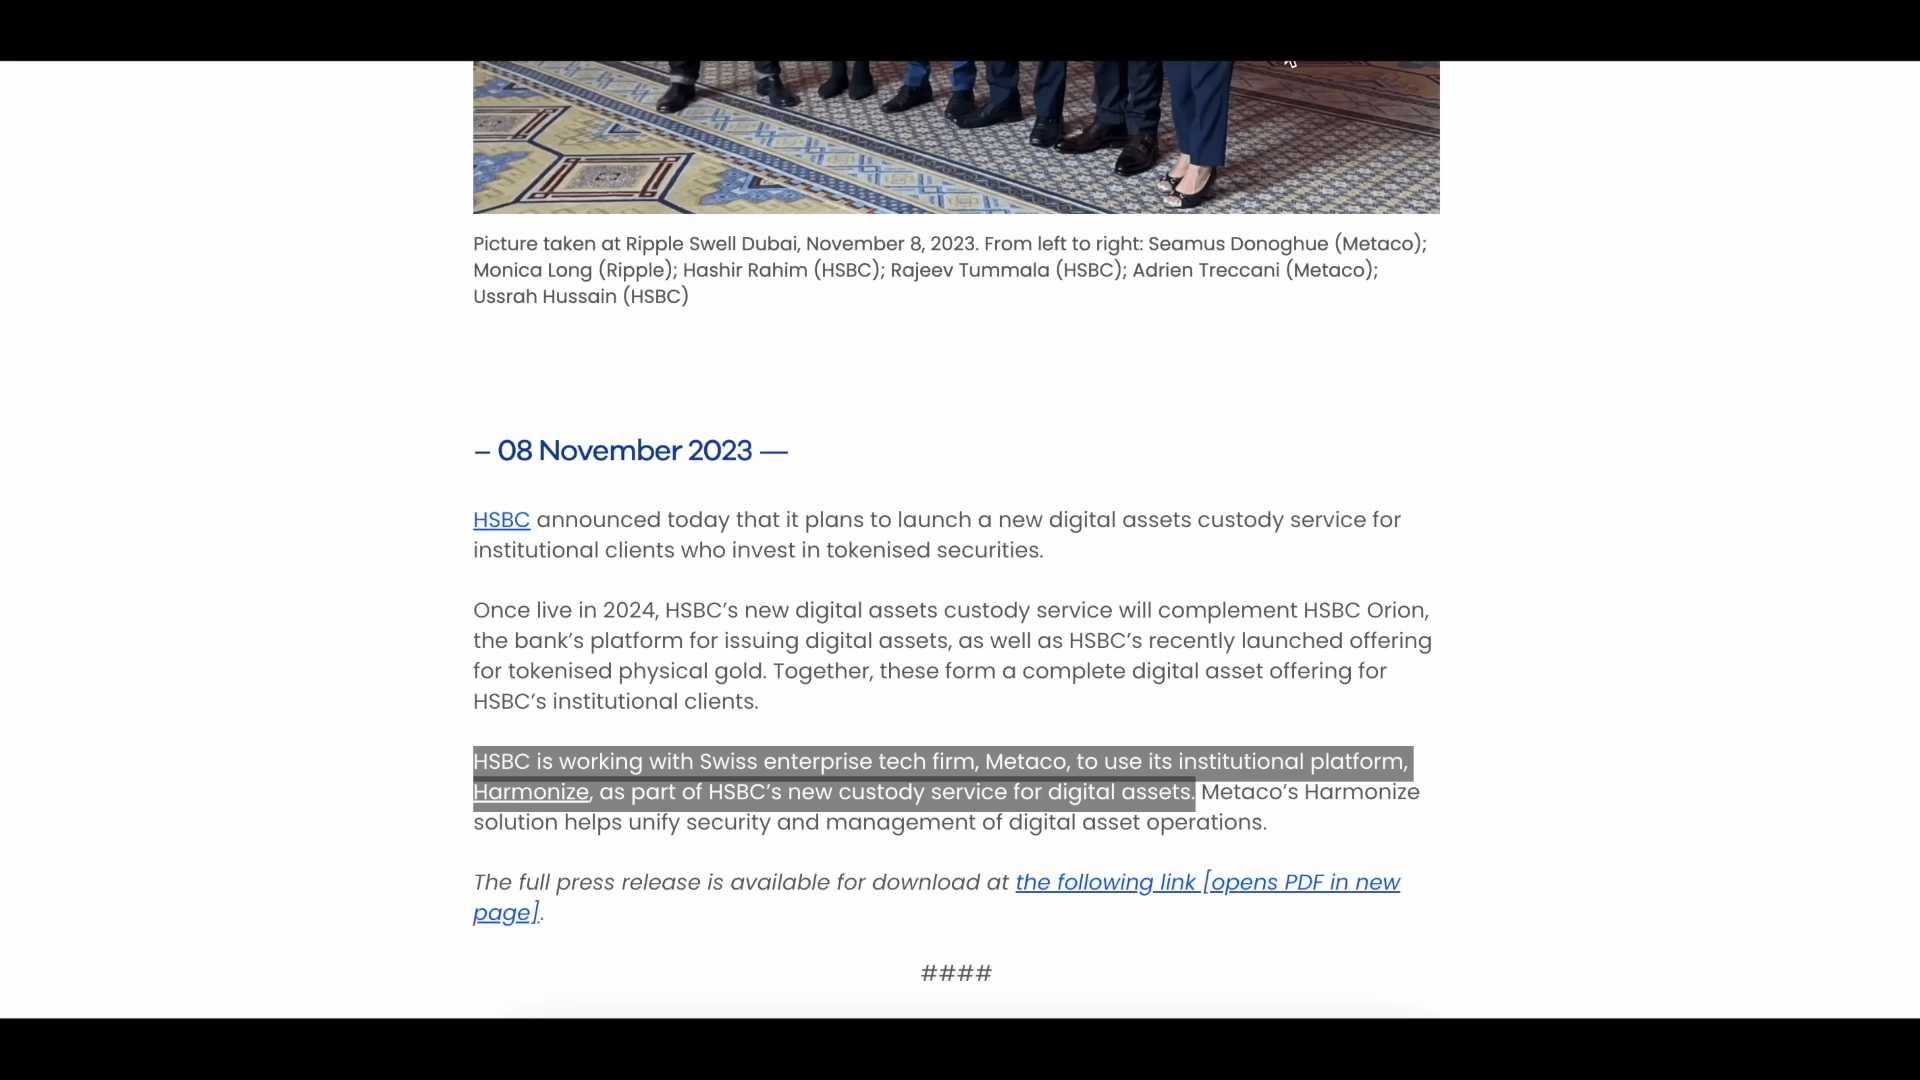 Picture taken at Ripple Swell Dubai, November 8, 2023. From left to right: Seamus Donoghue (Metaco);
Monica Long (Ripple); Hashir Rahim (HSBC); Rajeev Tummala (HSBC); Adrien Treccani (Metaco);
Ussrah Hussain (HSBC)
– 08 November 2023 —
HSBC announced today that it plans to launch a new digital assets custody service for
institutional clients who invest in tokenised securities.
Once live in 2024, HSBC’s new digital assets custody service will complement HSBC Orion,
the bank’s platform for issuing digital assets, as well as HSBC’s recently launched offering
for tokenised physical gold. Together, these form a complete digital asset offering for
HSBC’s institutional clients.
HSBC is working with Swiss enterprise tech firm, Metaco, to use its institutional platform,
Harmonize, as part of HSBC’s new custody service for digital assets. Metaco’s Harmonize
solution helps unify security and management of digital asset operations.
The full press release is available for download at the following link [opens PDF in new
page].
####